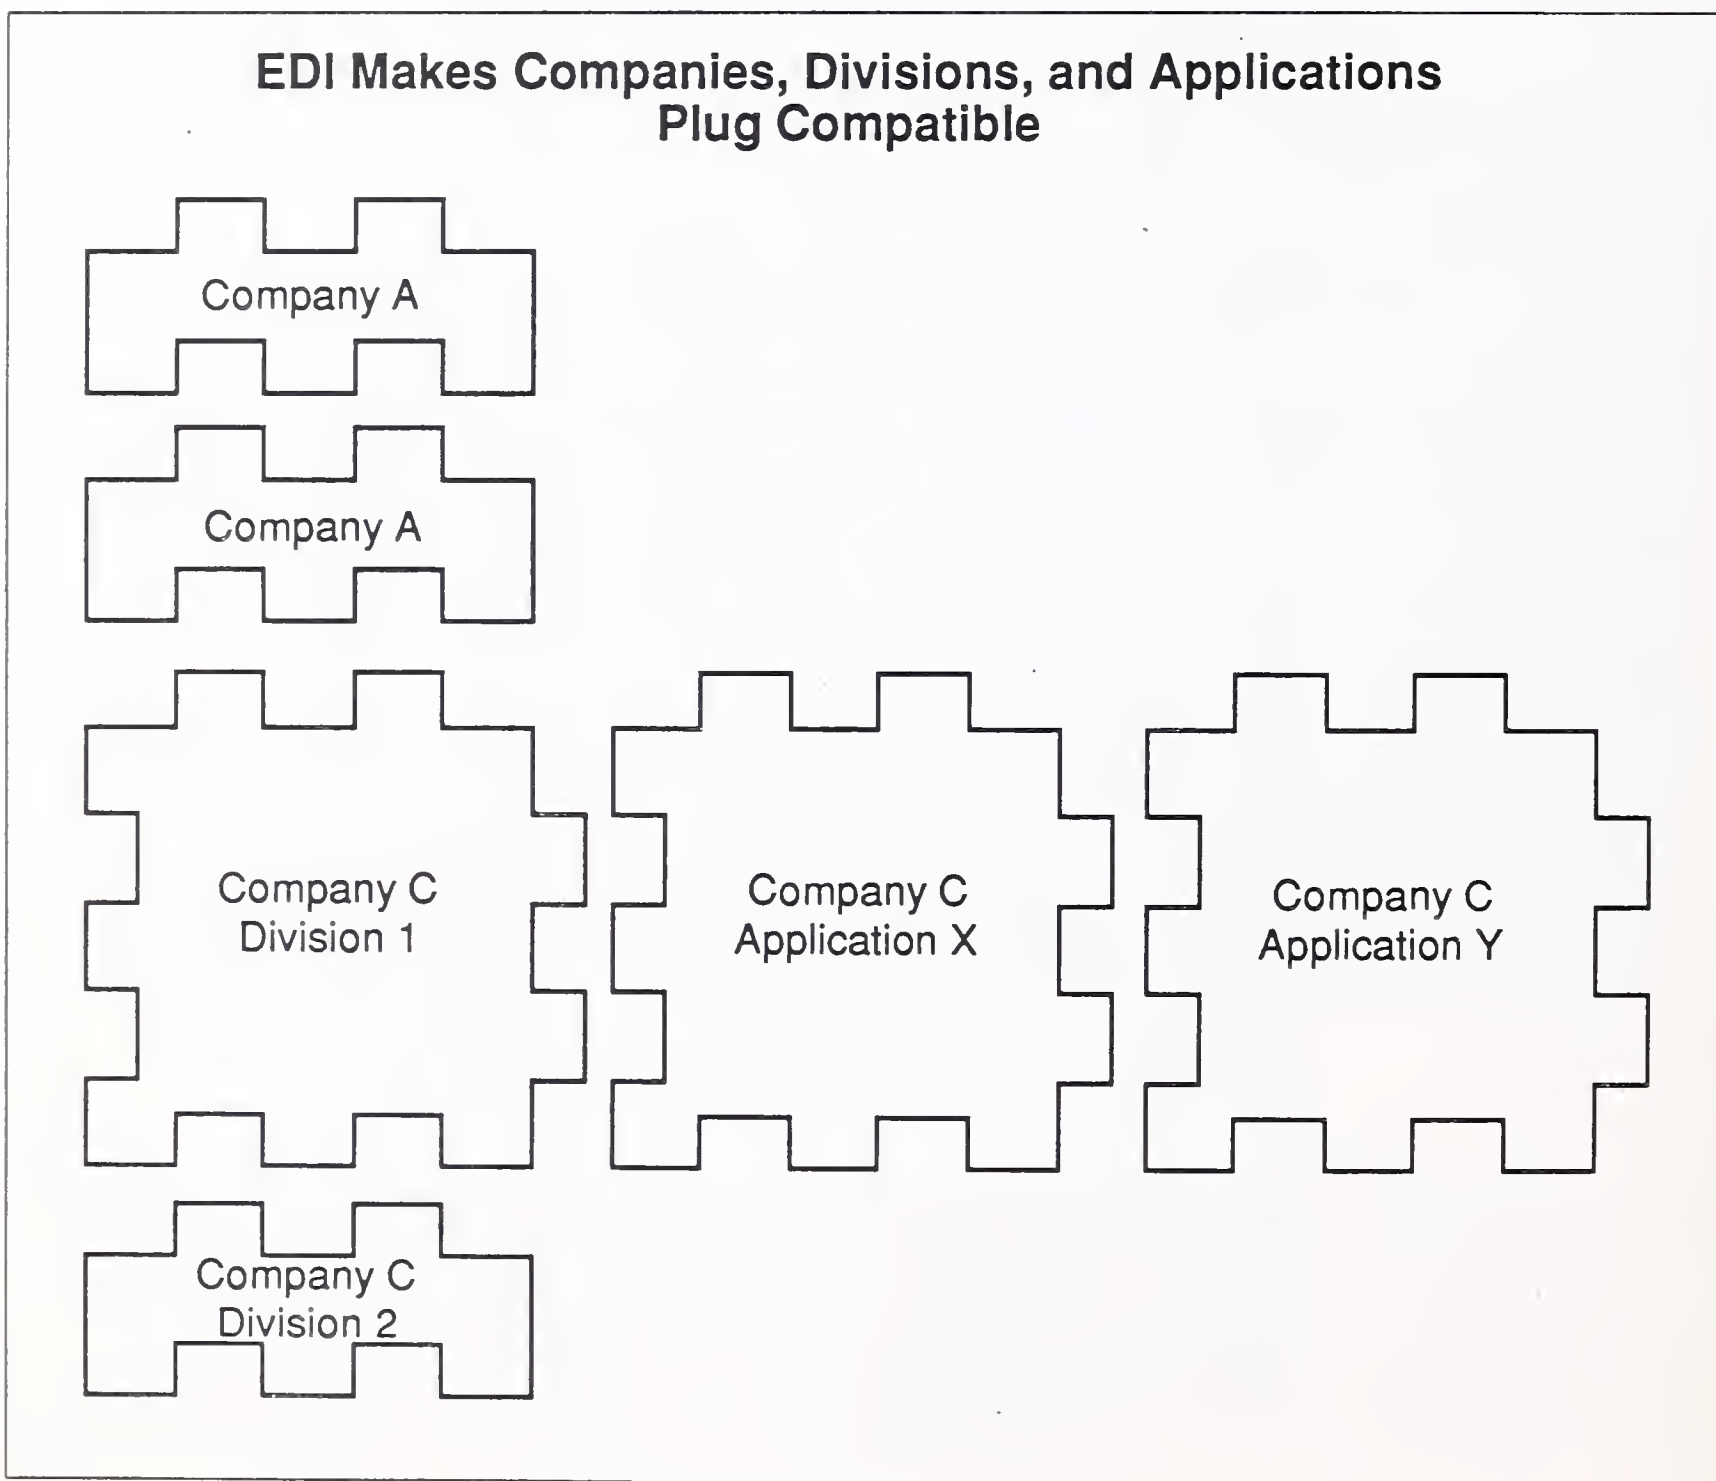 EDI Makes Companies, Divisions, and Applications
Plug Compatible
Company A
Company A
Company C
Division 1
Company C
Application X
Company C
Application Y
Company C
Division 2